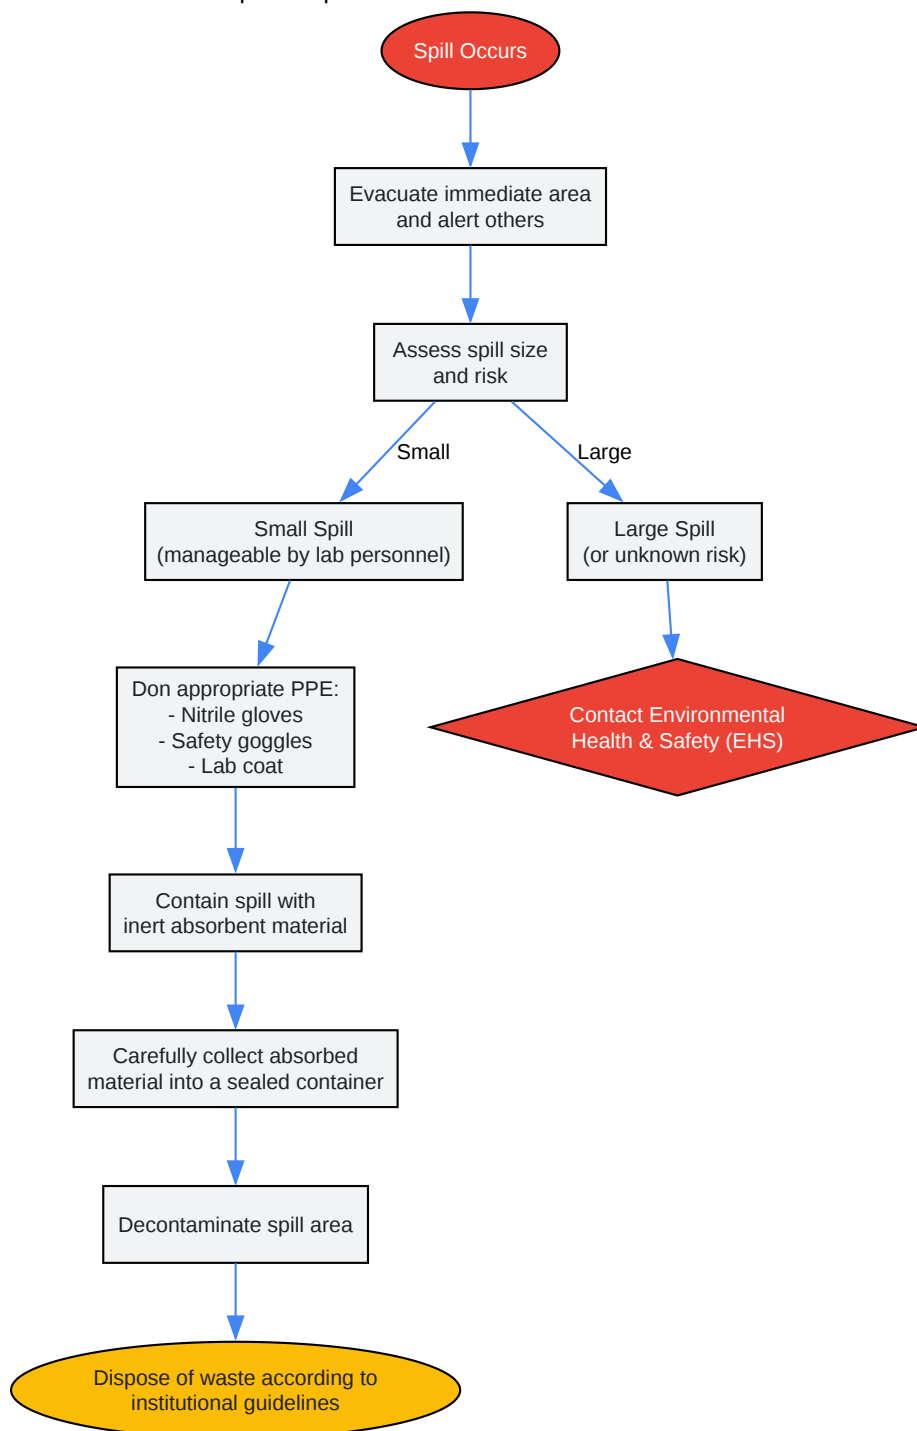 Spill Occurs
Evacuate immediate area
and alert others
Assess spill size
and risk
Small
Large
Small Spill
(manageable by lab personnel)
Large Spill
(or unknown risk)
Don appropriate PPE:
- Nitrile gloves
- Safety goggles
- Lab coat
Contact Environmental
Health & Safety (EHS)
Contain spill with
inert absorbent material
Carefully collect absorbed
material into a sealed container
Decontaminate spill area
Dispose of waste according to
institutional guidelines